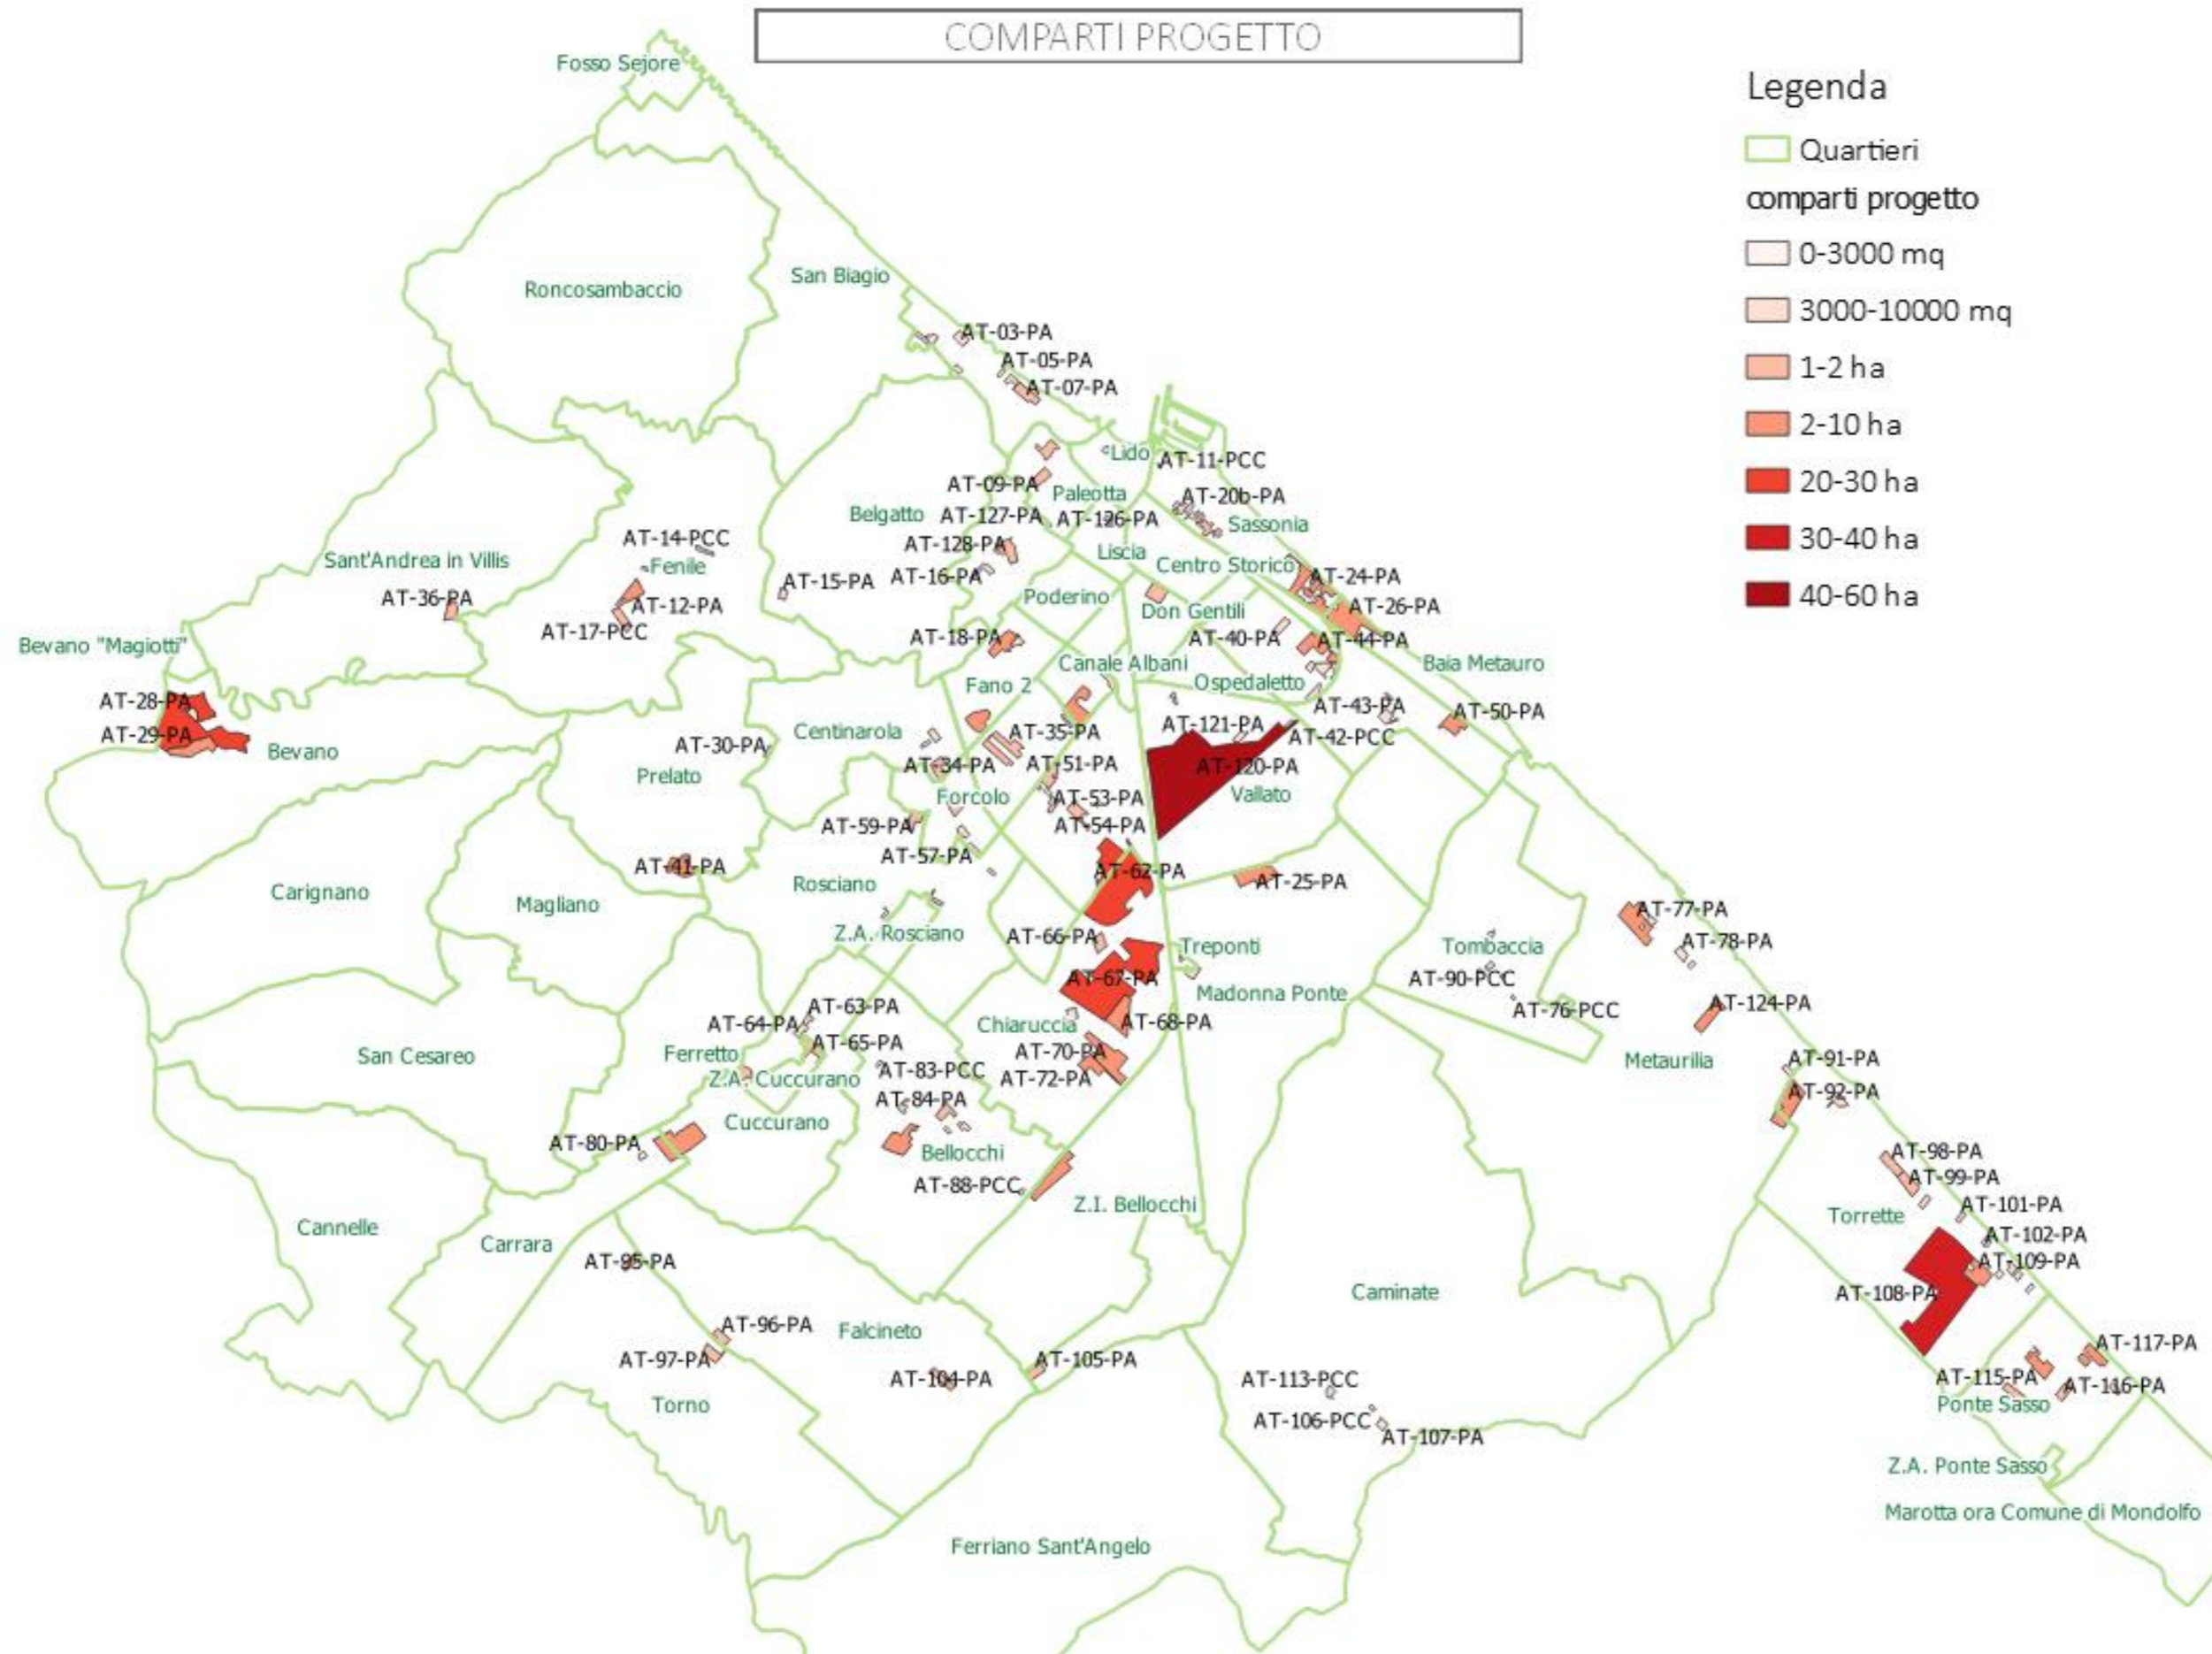 COMPARTI PROGETTO
Legenda
Quartieri
comparti progetto
0-3000 mq
3000-10000 mq
1-2 ha
2-10 ha
20-30 ha
30-40 ha
40-60 ha
Fosso Sejore
San Biagio
Roncosambaccio
AT-03-PA
AT-05-PA
AT-07-PA
Lido
AT-11-PCC
AT-09-PA
Paleotta
AT-20b-PA
Belgatto
AT-127-PA
AT-126-PA
Sassonia
AT-14-PCC
AT-128-PA
Liscia
Sant'Andrea in Villis
Fenile
Centro Storico
AT-15-PA
AT-16-PA
AT-24-PA
AT-36-PA
AT-12-PA
Poderino
Don Gentili
AT-26-PA
AT-17-PCC
AT-18-PA
AT-40-PA
AT-44-PA
Bevano "Magiotti"
Canale Albani
Baia Metauro
Fano 2
Ospedaletto
AT-28-PA
AT-43-PA
AT-50-PA
AT-29-PA
Bevano
AT-30-PA
Centinarola
AT-35-PA
AT-121-PA
AT-42-PCC
Prelato
AT-34-PA
AT-51-PA
AT-120-PA
Forcolo
AT-53-PA
Vallato
AT-59-PA
AT-54-PA
AT-57-PA
AT-41-PA
AT-62-PA
Carignano
Magliano
Rosciano
AT-25-PA
AT-77-PA
Z.A. Rosciano
AT-66-PA
Treponti
Tombaccia
AT-78-PA
AT-67-PA
AT-90-PCC
Madonna Ponte
AT-63-PA
AT-76-PCC
AT-124-PA
AT-64-PA
Chiaruccia
AT-68-PA
San Cesareo
Ferretto
AT-65-PA
AT-70-PA
Metaurilia
AT-91-PA
Z.A. Cuccurano
AT-83-PCC
AT-72-PA
AT-84-PA
AT-92-PA
Cuccurano
AT-80-PA
Bellocchi
AT-98-PA
AT-88-PCC
AT-99-PA
Z.I. Bellocchi
AT-101-PA
Cannelle
Carrara
Torrette
AT-102-PA
AT-95-PA
AT-109-PA
Caminate
AT-108-PA
AT-96-PA
Falcineto
AT-117-PA
AT-97-PA
AT-105-PA
AT-104-PA
AT-113-PCC
AT-115-PA
AT-116-PA
Torno
Ponte Sasso
AT-106-PCC
AT-107-PA
Z.A. Ponte Sasso
Marotta ora Comune di Mondolfo
Ferriano Sant'Angelo